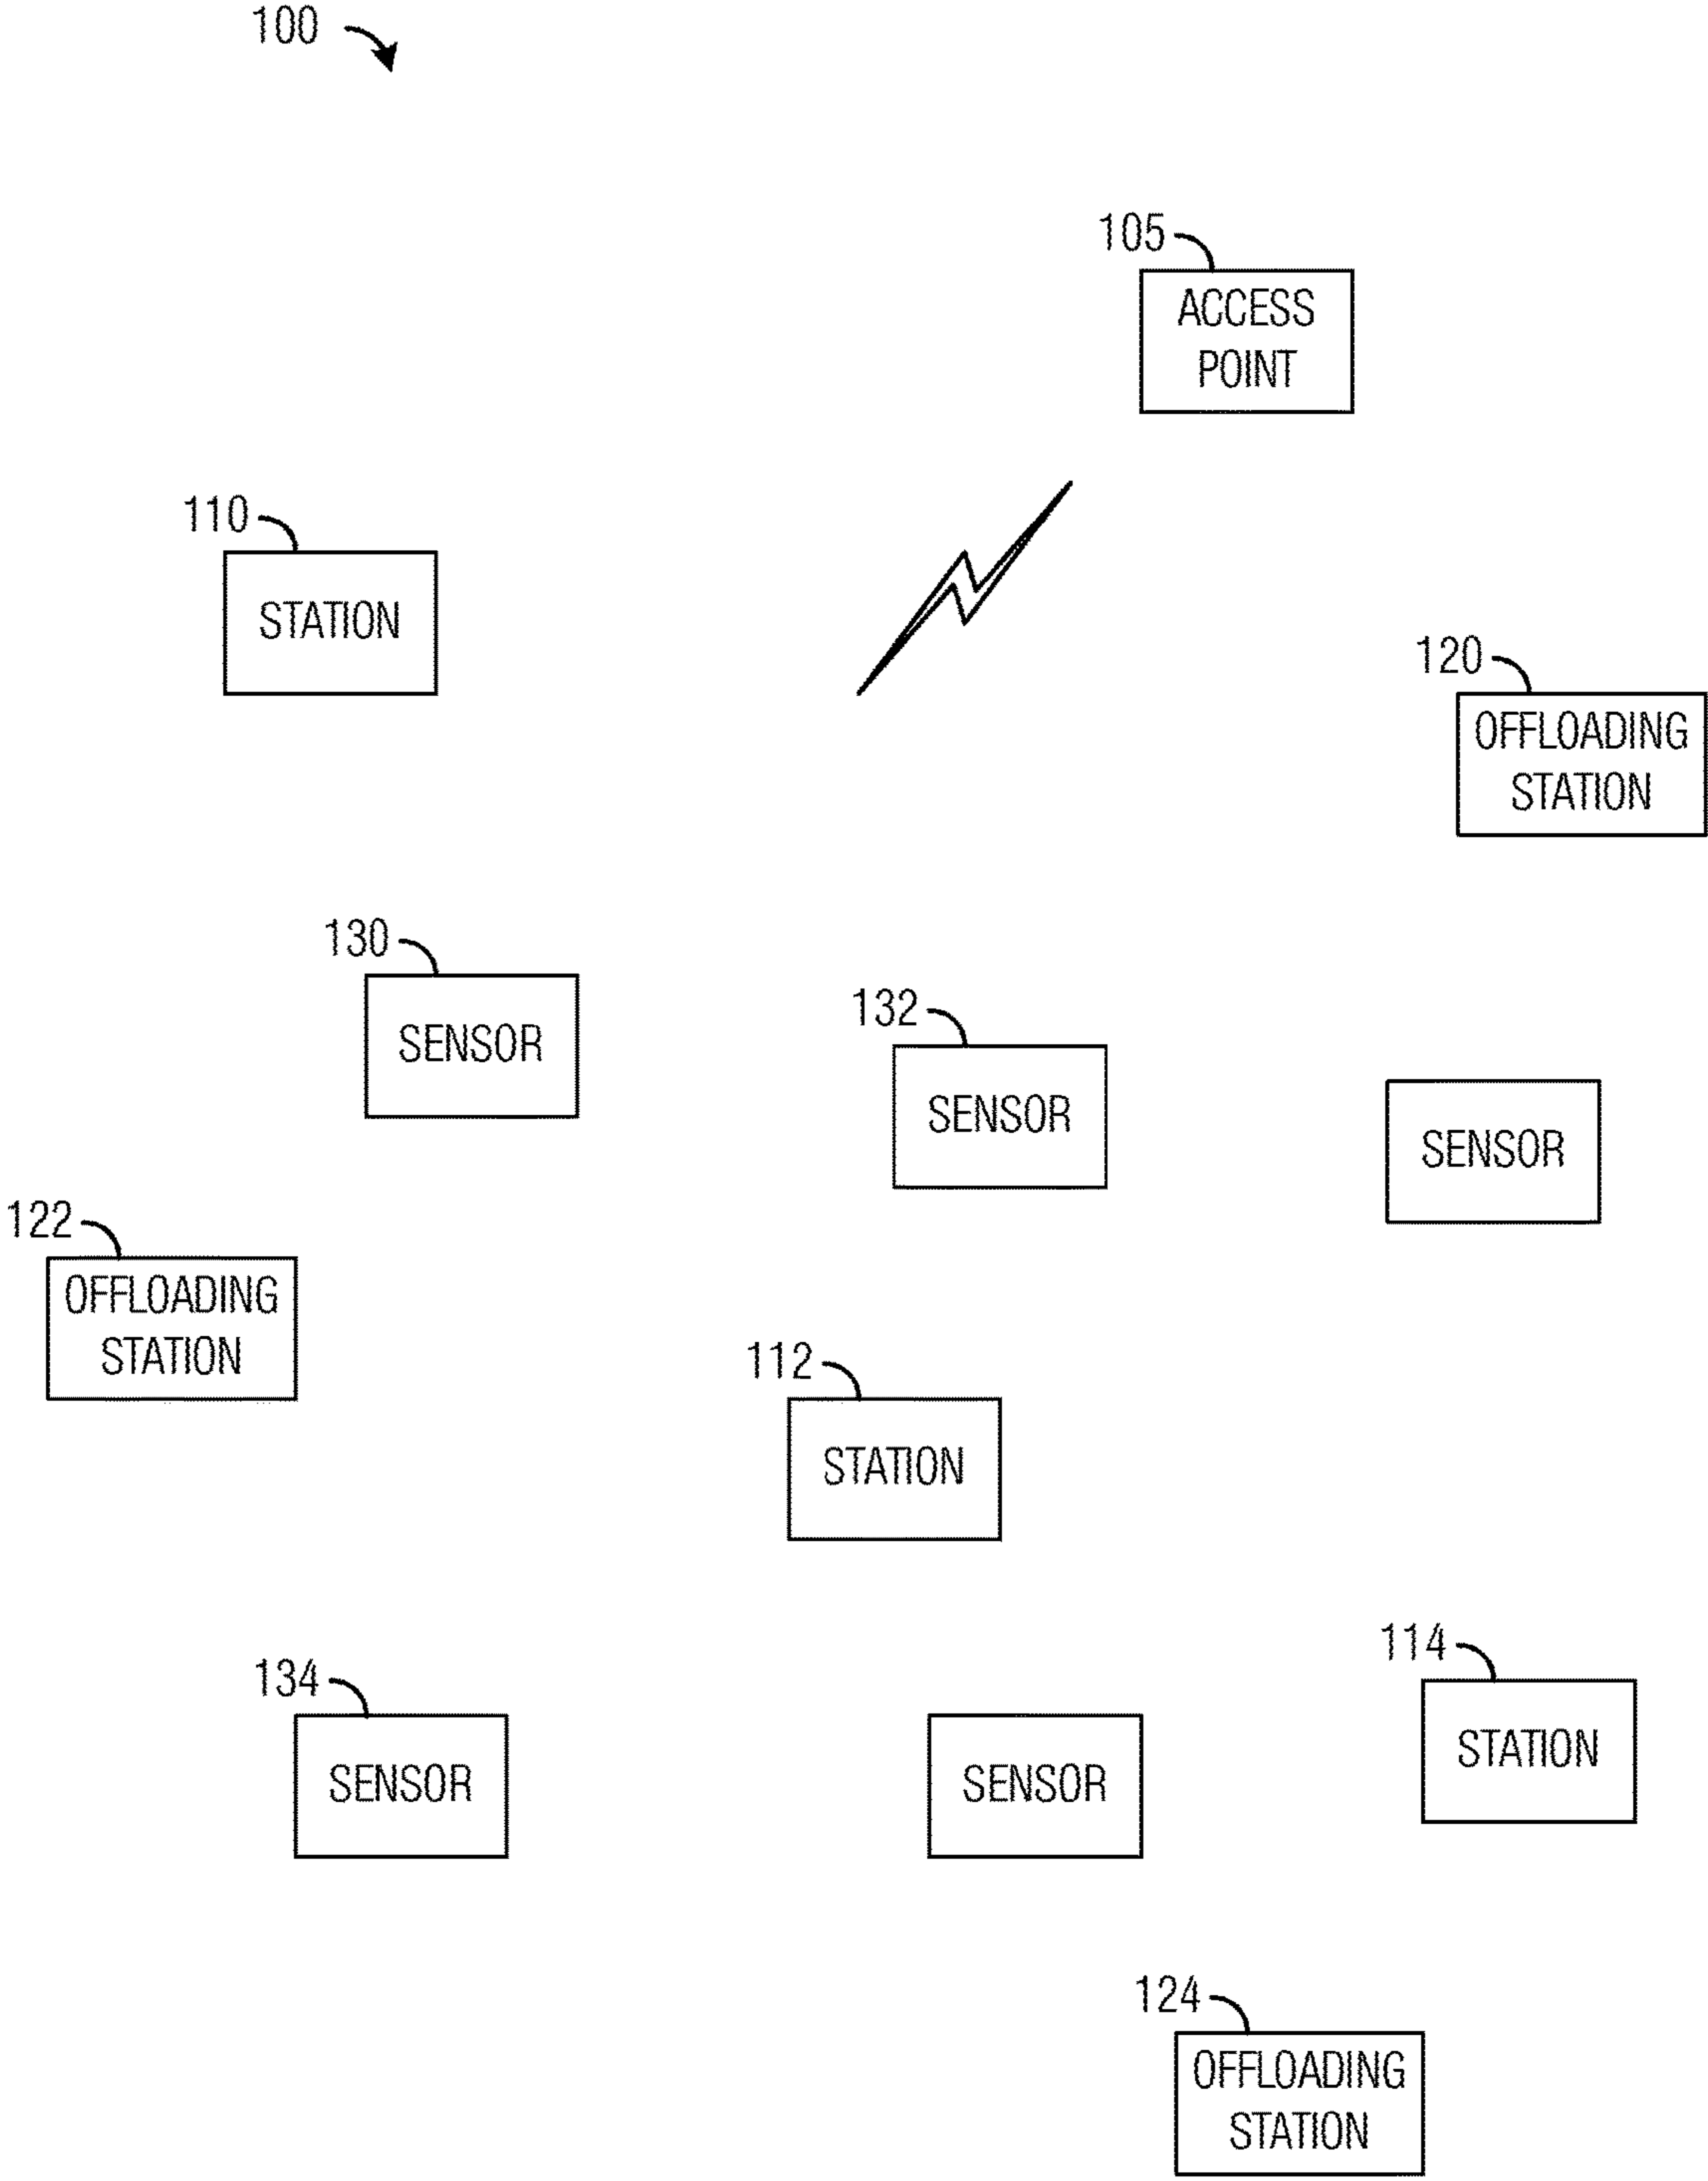 100
105
ACCESS
POINT
110
STATION
120
OFFLOADING
STATION
130
SENSOR
132
SENSOR
SENSOR
122
OFFLOADING
STATION
112
STATION
114
STATION
134
SENSOR
SENSOR
124
OFFLOADING
STATION